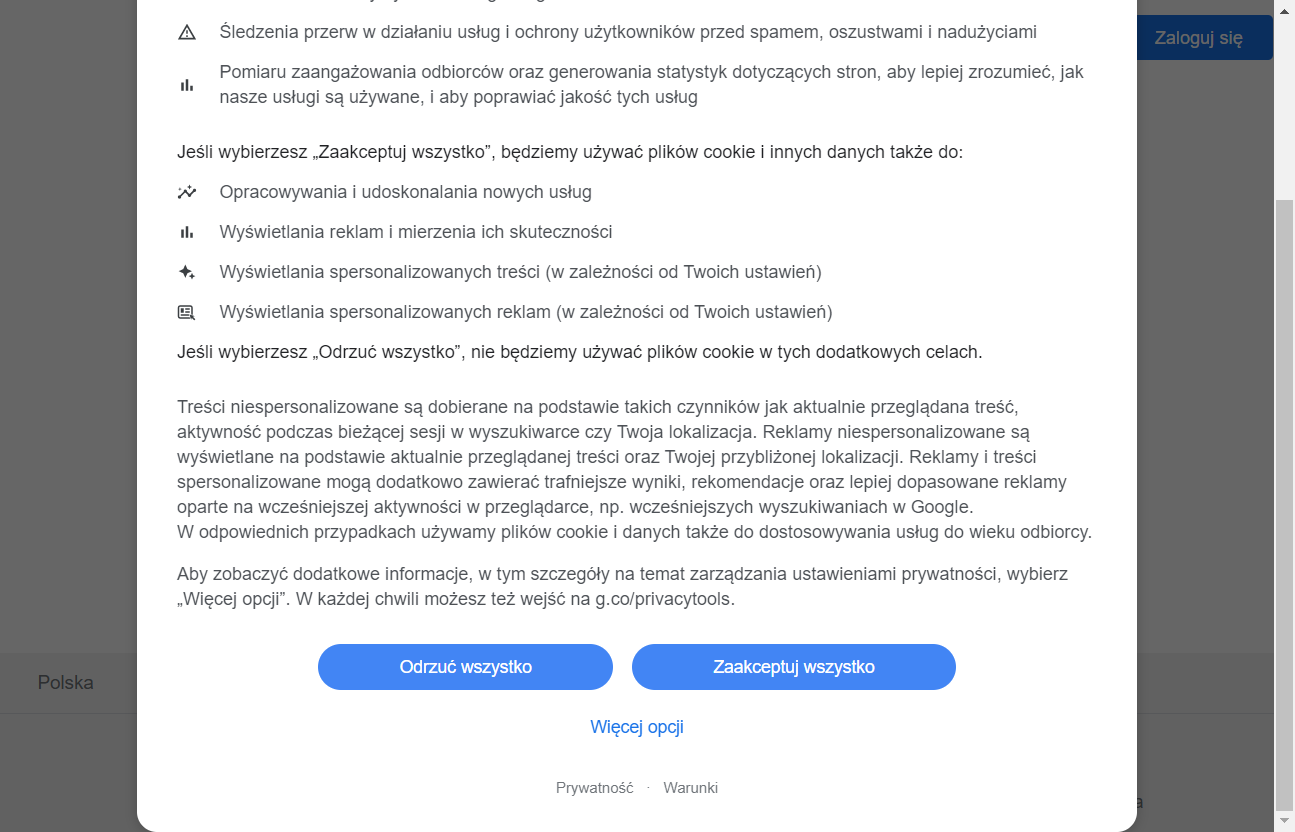 Śledzenia przerw w działaniu usług i ochrony użytkowników przed spamem, oszustwami i nadużyciami
Zaloguj się
Pomiaru zaangażowania odbiorców oraz generowania statystyk dotyczących stron, aby lepiej zrozumieć, jak
nasze usługi są używane, i aby poprawiać jakość tych usług
Jeśli wybierzesz „Zaakceptuj wszystko”, będziemy używać plików cookie i innych danych także do:
Opracowywania i udoskonalania nowych usług
Wyświetlania reklam i mierzenia ich skuteczności
Wyświetlania spersonalizowanych treści (w zależności od Twoich ustawień)
Wyświetlania spersonalizowanych reklam (w zależności od Twoich ustawień)
Jeśli wybierzesz „Odrzuć wszystko”, nie będziemy używać plików cookie w tych dodatkowych celach.
Treści niespersonalizowane są dobierane na podstawie takich czynników jak aktualnie przeglądana treść,
aktywność podczas bieżącej sesji w wyszukiwarce czy Twoja lokalizacja. Reklamy niespersonalizowane są
wyświetlane na podstawie aktualnie przeglądanej treści oraz Twojej przybliżonej lokalizacji. Reklamy i treści
spersonalizowane mogą dodatkowo zawierać trafniejsze wyniki, rekomendacje oraz lepiej dopasowane reklamy
oparte na wcześniejszej aktywności w przeglądarce, np. wcześniejszych wyszukiwaniach w Google.
W odpowiednich przypadkach używamy plików cookie i danych także do dostosowywania usług do wieku odbiorcy.
Aby zobaczyć dodatkowe informacje, w tym szczegóły na temat zarządzania ustawieniami prywatności, wybierz
„Więcej opcji”. W każdej chwili możesz też wejść na g.co/privacytools.
Odrzuć wszystko
Zaakceptuj wszystko
Polska
Więcej opcji
Prywatność · Warunki